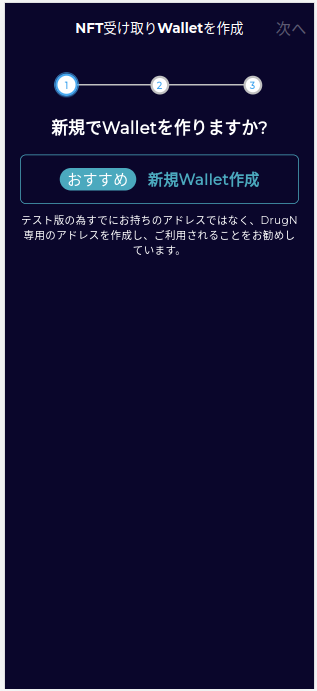 NFT受け取りWalletを作成
次へ
1
2
3
新規でWalletを作りますか?
おすすめ 新規Wallet作成
テスト版の為すでにお持ちのアドレスではなく、DrugN
専用のアドレスを作成し、ご利用されることをお勧めし
ています。